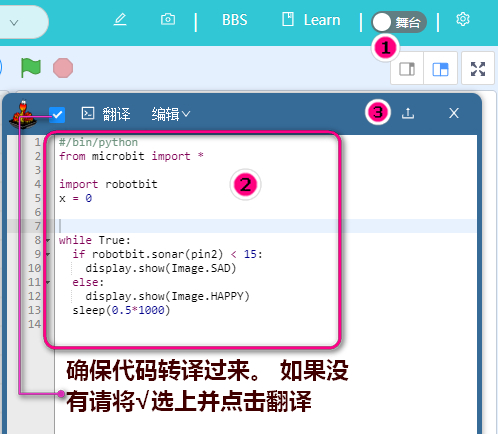 BBS Learn 舞台
1
翻译 编辑 3
1 #/bin/python
2 from microbit import *
3
4 import robotbit
5 x = 0
6
7
8 while True:
9 if robotbit.sonar(pin2) < 15:
10 display.show(Image.SAD)
11 else:
12 display.show(Image.HAPPY)
13 sleep(0.5*1000)
14
2
确保代码转译过来。 如果没
有请将√选上并点击翻译